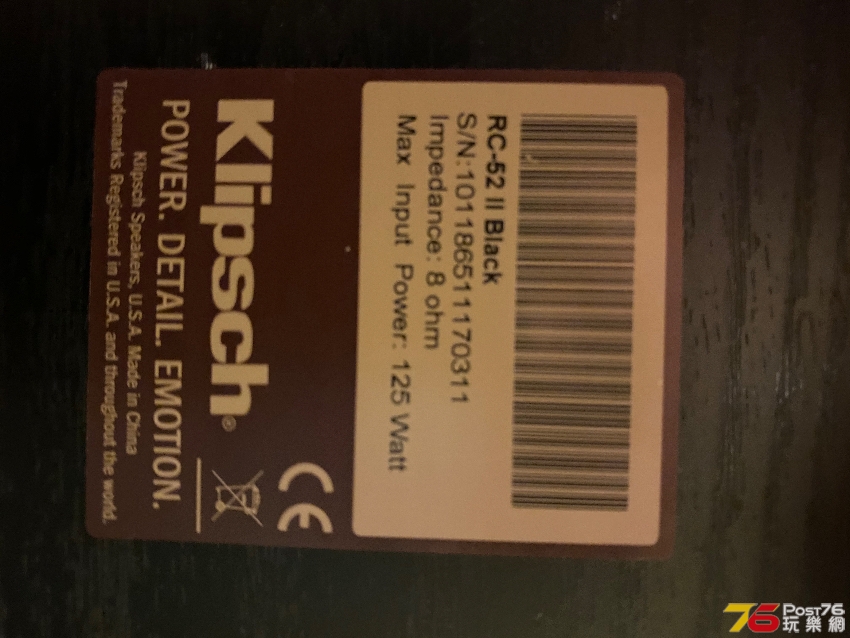 RC-52 II Black
S/N:1011865111170311
Impedance: 8 ohm
Max Input Power: 125 Watt
CE
Klipsch®
POWER. DETAIL. EMOTION.
Klipsch Speakers, U.S.A. Made in China
Trademarks Registered in U.S.A. and throughout the world.
76 Post76
玩樂網